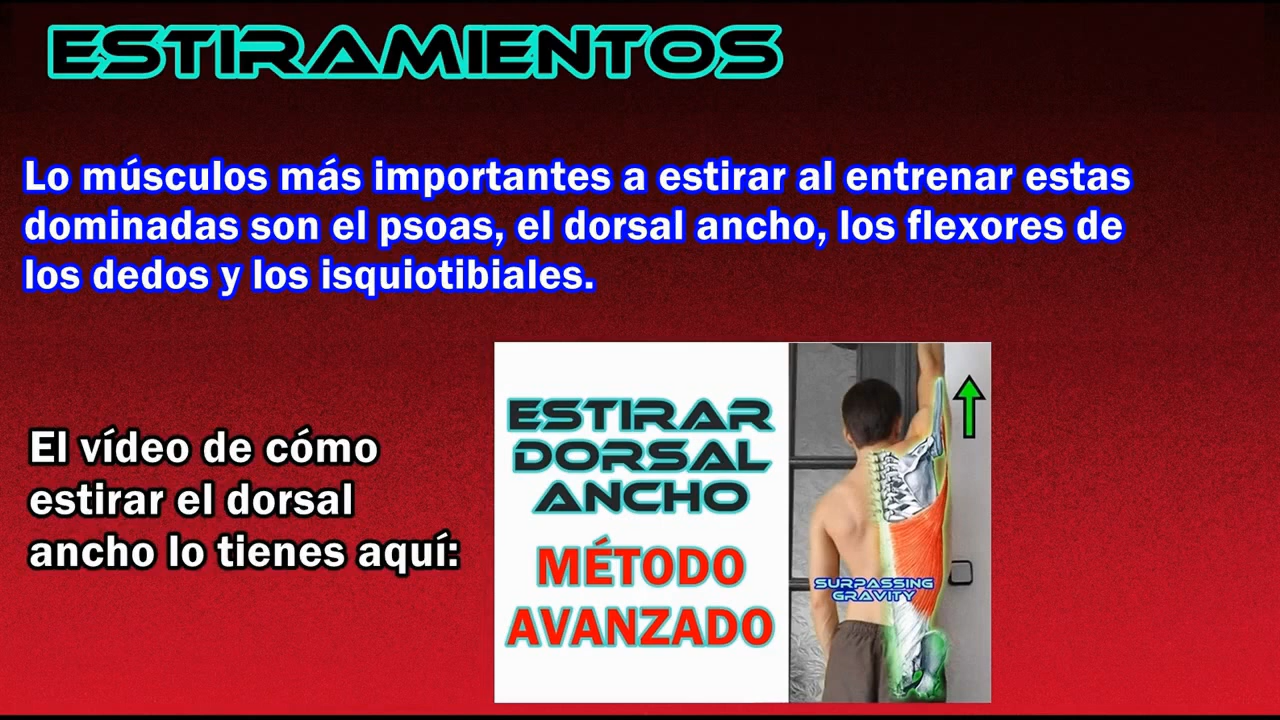 ESTIRAMIENTOS
Lo músculos más importantes a estirar al entrenar estas
dominadas son el psoas, el dorsal ancho, los flexores de
los dedos y los isquiotibiales.
El vídeo de cómo
estirar el dorsal
ancho lo tienes aquí:
ESTIRAR
DORSAL
ANCHO
MÉTODO
AVANZADO
SURPASSING
GRAVITY